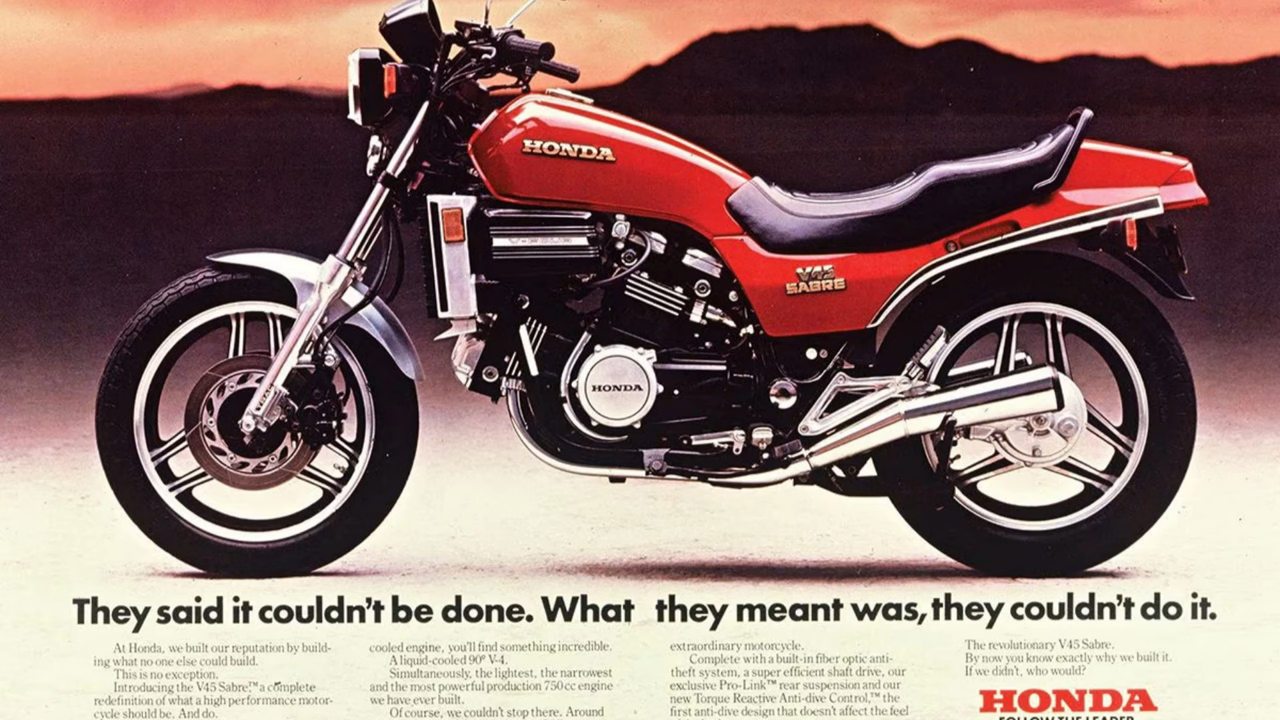 HONDA
V45
SABRE
HONDA
They said it couldn't be done. What they meant was, they couldn't do it.
At Honda, we built our reputation by build-
ing what no one else could build.
This is no exception.
Introducing the V45 Sabre,™ a complete
redefinition of what a high performance motor-
cycle should be. And do.
cooled engine, you'll find something incredible.
A liquid-cooled 90° V-4.
Simultaneously, the lightest, the narrowest
and the most powerful production 750cc engine
we have ever built.
Of course, we couldn't stop there. Around
extraordinary motorcycle.
Complete with a built-in fiber optic anti-
theft system, a super efficient shaft drive, our
exclusive Pro-Link™ rear suspension and our
new Torque Reactive Anti-dive Control,™ the
first anti-dive design that doesn't affect the feel
The revolutionary V45 Sabre.
By now you know exactly why we built it.
If we didn't, who would?
HONDA
FOLLOW THE LEADER